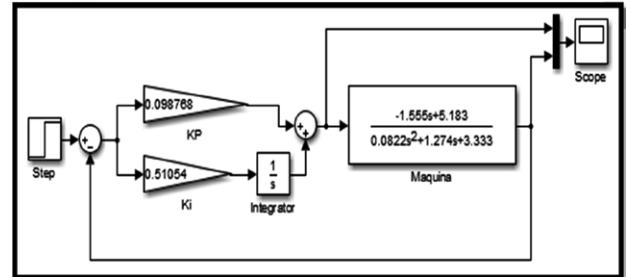 Step
+
−
0.098768
KP
0.51054
Ki
1
s
Integrator
+
+
-1.555s+5.183
0.0822s²+1.274s+3.333
Maquina
Scope